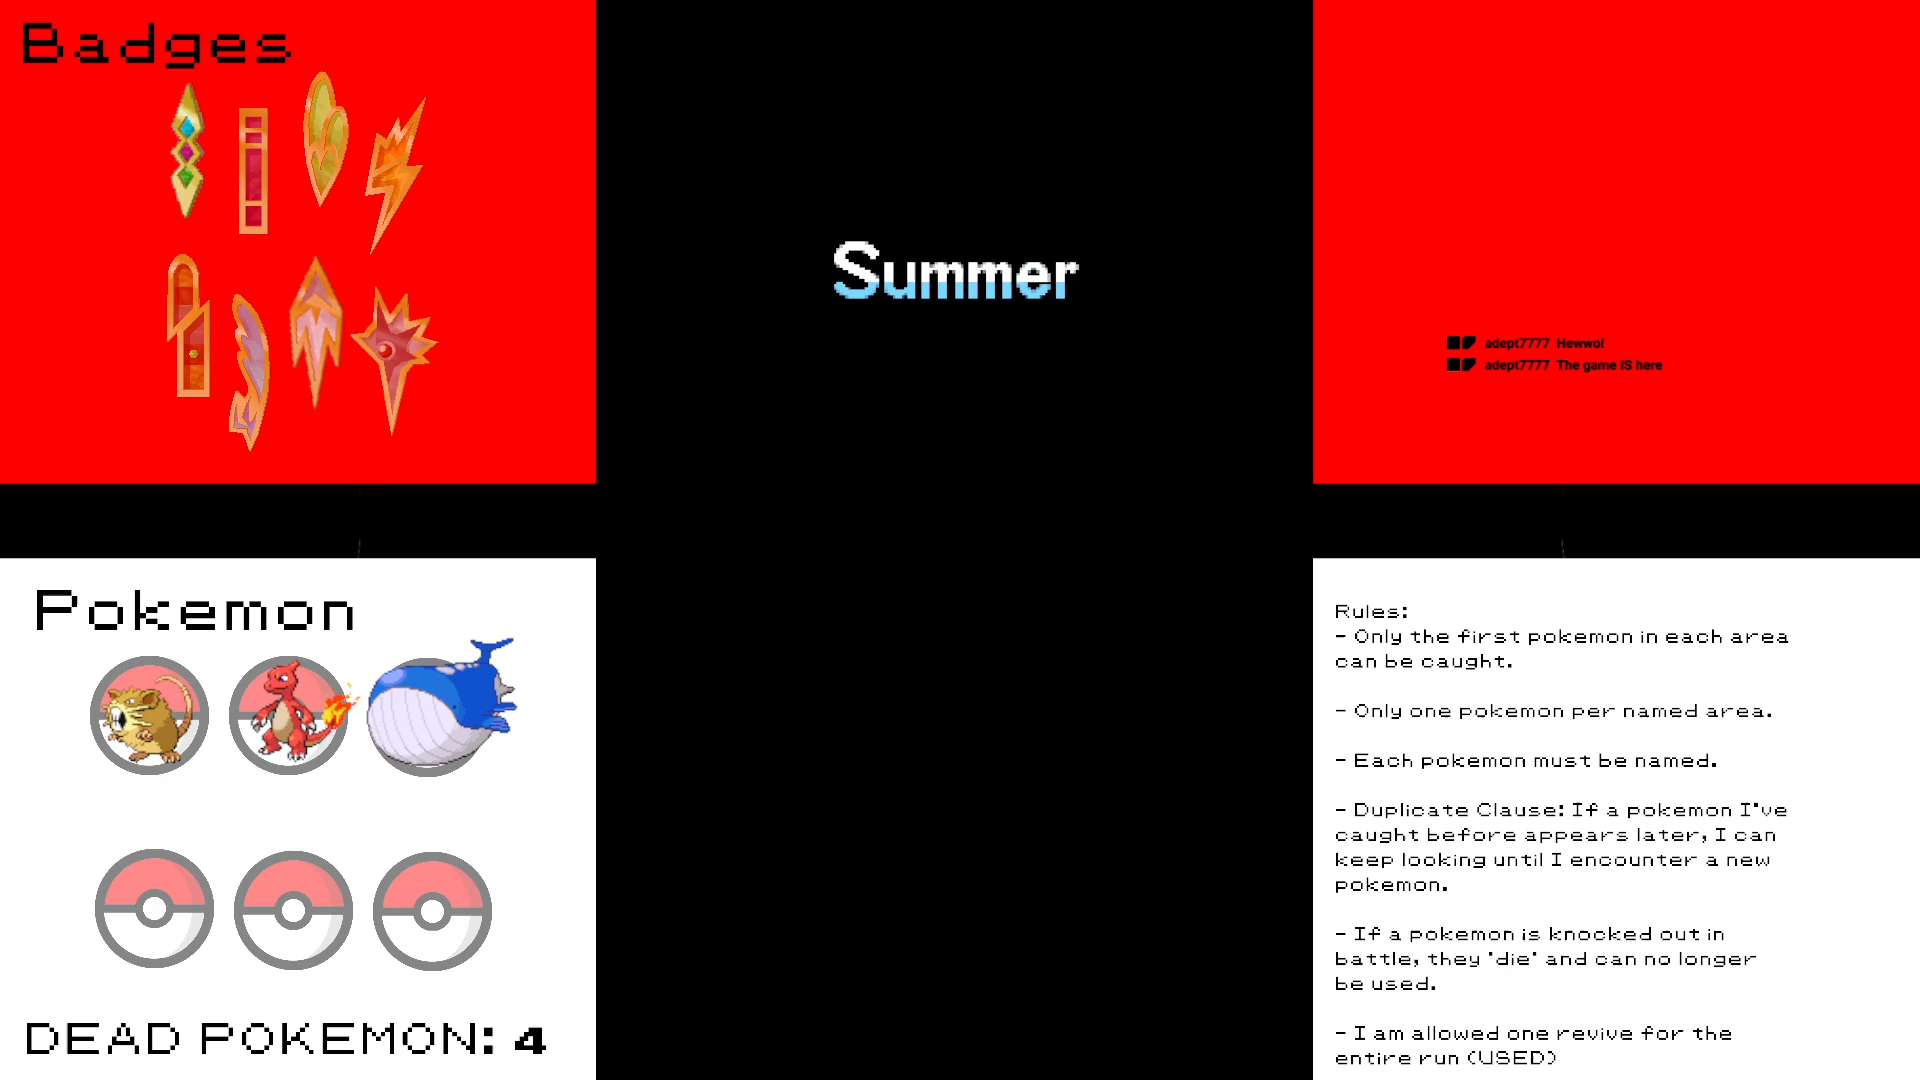 Badges
Summer
adept7777 Hewwo!
adept7777 The game IS here
Pokemon
DEAD POKEMON: 4
Rules:
- Only the first pokemon in each area
can be caught.
- Only one pokemon per named area.
- Each pokemon must be named.
- Duplicate Clause: If a pokemon I've
caught before appears later, I can
keep looking until I encounter a new
pokemon.
- If a pokemon is knocked out in
battle, they 'die' and can no longer
be used.
- I am allowed one revive for the
entire run (USED)